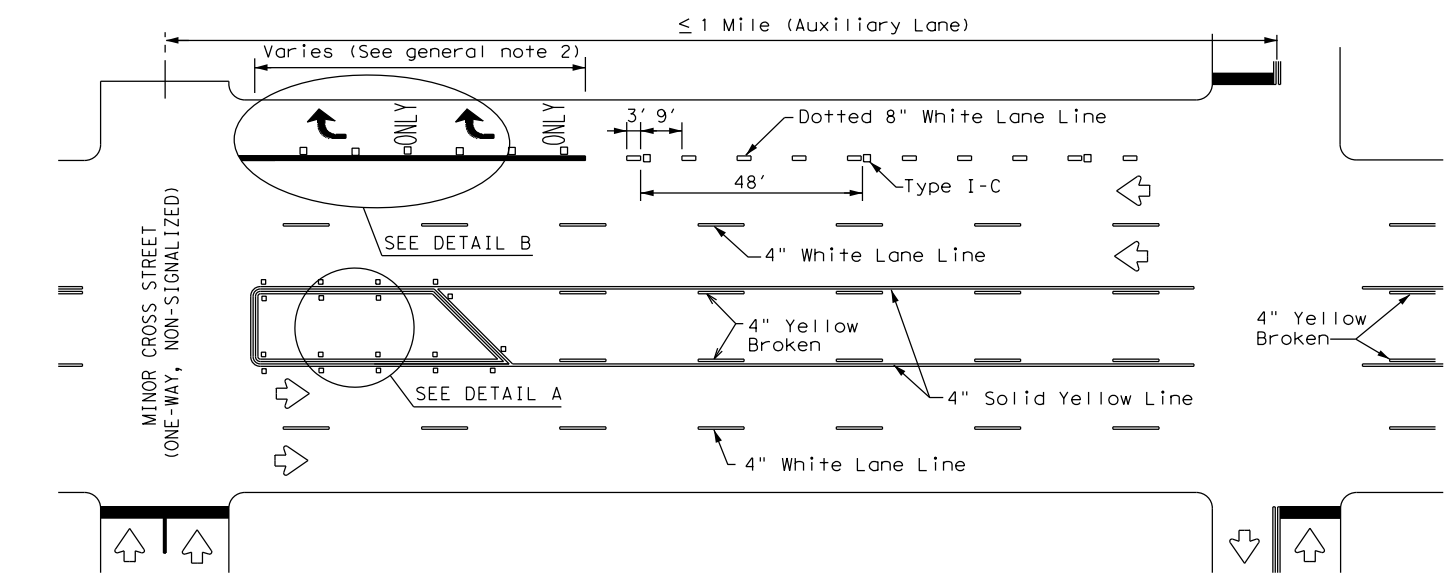 ≤ 1 Mile (Auxiliary Lane)
Varies (See general note 2)
ONLY
ONLY
3' 9'
Dotted 8" White Lane Line
48'
Type I-C
SEE DETAIL B
4" White Lane Line
MINOR CROSS STREET
(ONE-WAY, NON-SIGNALIZED)
4" Yellow
Broken
4" Yellow
Broken
SEE DETAIL A
4" Solid Yellow Line
4" White Lane Line